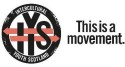 INTERCULTURAL
IYS
YOUTH SCOTLAND
This is a
movement.